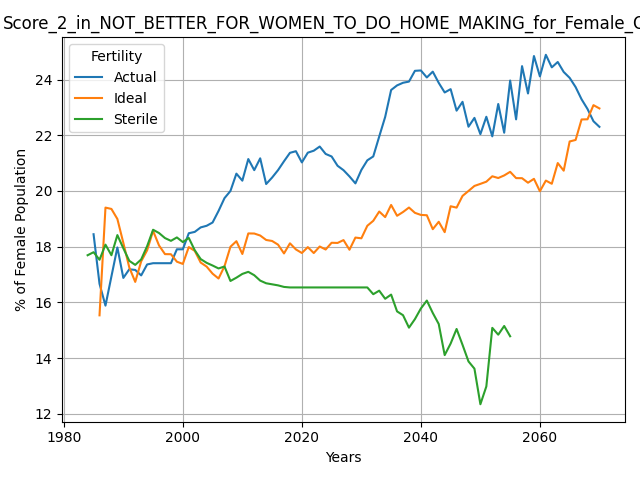 Score_2_in_NOT_BETTER_FOR_WOMEN_TO_DO_HOME_MAKING_for_Female_
Fertility
Actual
Ideal
Sterile
% of Female Population
24
22
20
18
16
14
12
1980
2000
2020
2040
2060
Years